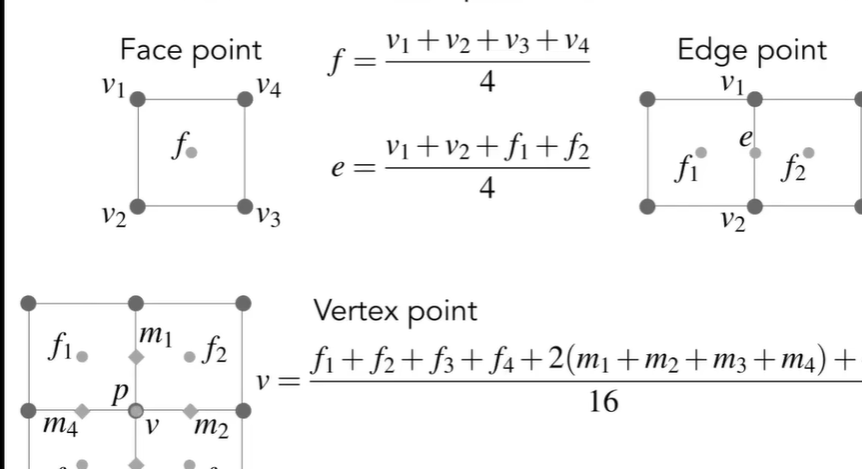 Face point
v1 v4
f
v2 v3
f = (v1 + v2 + v3 + v4) / 4
e = (v1 + v2 + f1 + f2) / 4
Edge point
v1
e
f1 f2
v2
f1 m1 f2
p
m4 v m2
Vertex point
v = (f1 + f2 + f3 + f4 + 2(m1 + m2 + m3 + m4) + / 16